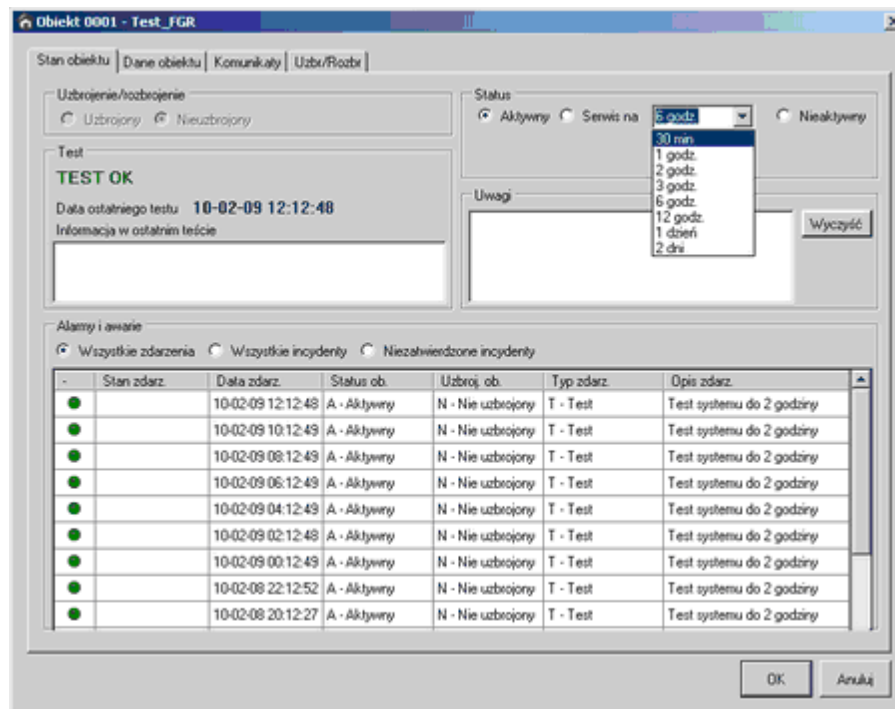 Obiekt 0001 - Test_FGR
Stan obiektu Dane obiektu Komunikaty Uzbr/Rozbr
Uzbrojenie/rozbrojenie
Uzbrojony Nieuzbrojony
Status
Aktywny Serwis na 6 godz. Nieaktywny
30 min
1 godz.
2 godz.
3 godz.
6 godz.
12 godz.
1 dzień
2 dni
Test
TEST OK
Data ostatniego testu 10-02-09 12:12:48
Informacja w ostatnim teście
Uwagi
Wyczyść
Alarmy i awarie
Wszystkie zdarzenia Wszystkie incydenty Niezatwierdzone incydenty
- Stan zdarz. Data zdarz. Status ob. Uzbroj. ob. Typ zdarz. Opis zdarz.
10-02-09 12:12:48 A - Aktywny N - Nie uzbrojony T - Test Test systemu do 2 godziny
10-02-09 10:12:49 A - Aktywny N - Nie uzbrojony T - Test Test systemu do 2 godziny
10-02-09 08:12:49 A - Aktywny N - Nie uzbrojony T - Test Test systemu do 2 godziny
10-02-09 06:12:49 A - Aktywny N - Nie uzbrojony T - Test Test systemu do 2 godziny
10-02-09 04:12:49 A - Aktywny N - Nie uzbrojony T - Test Test systemu do 2 godziny
10-02-09 02:12:48 A - Aktywny N - Nie uzbrojony T - Test Test systemu do 2 godziny
10-02-09 00:12:49 A - Aktywny N - Nie uzbrojony T - Test Test systemu do 2 godziny
10-02-08 22:12:52 A - Aktywny N - Nie uzbrojony T - Test Test systemu do 2 godziny
10-02-08 20:12:27 A - Aktywny N - Nie uzbrojony T - Test Test systemu do 2 godziny
OK Anuluj